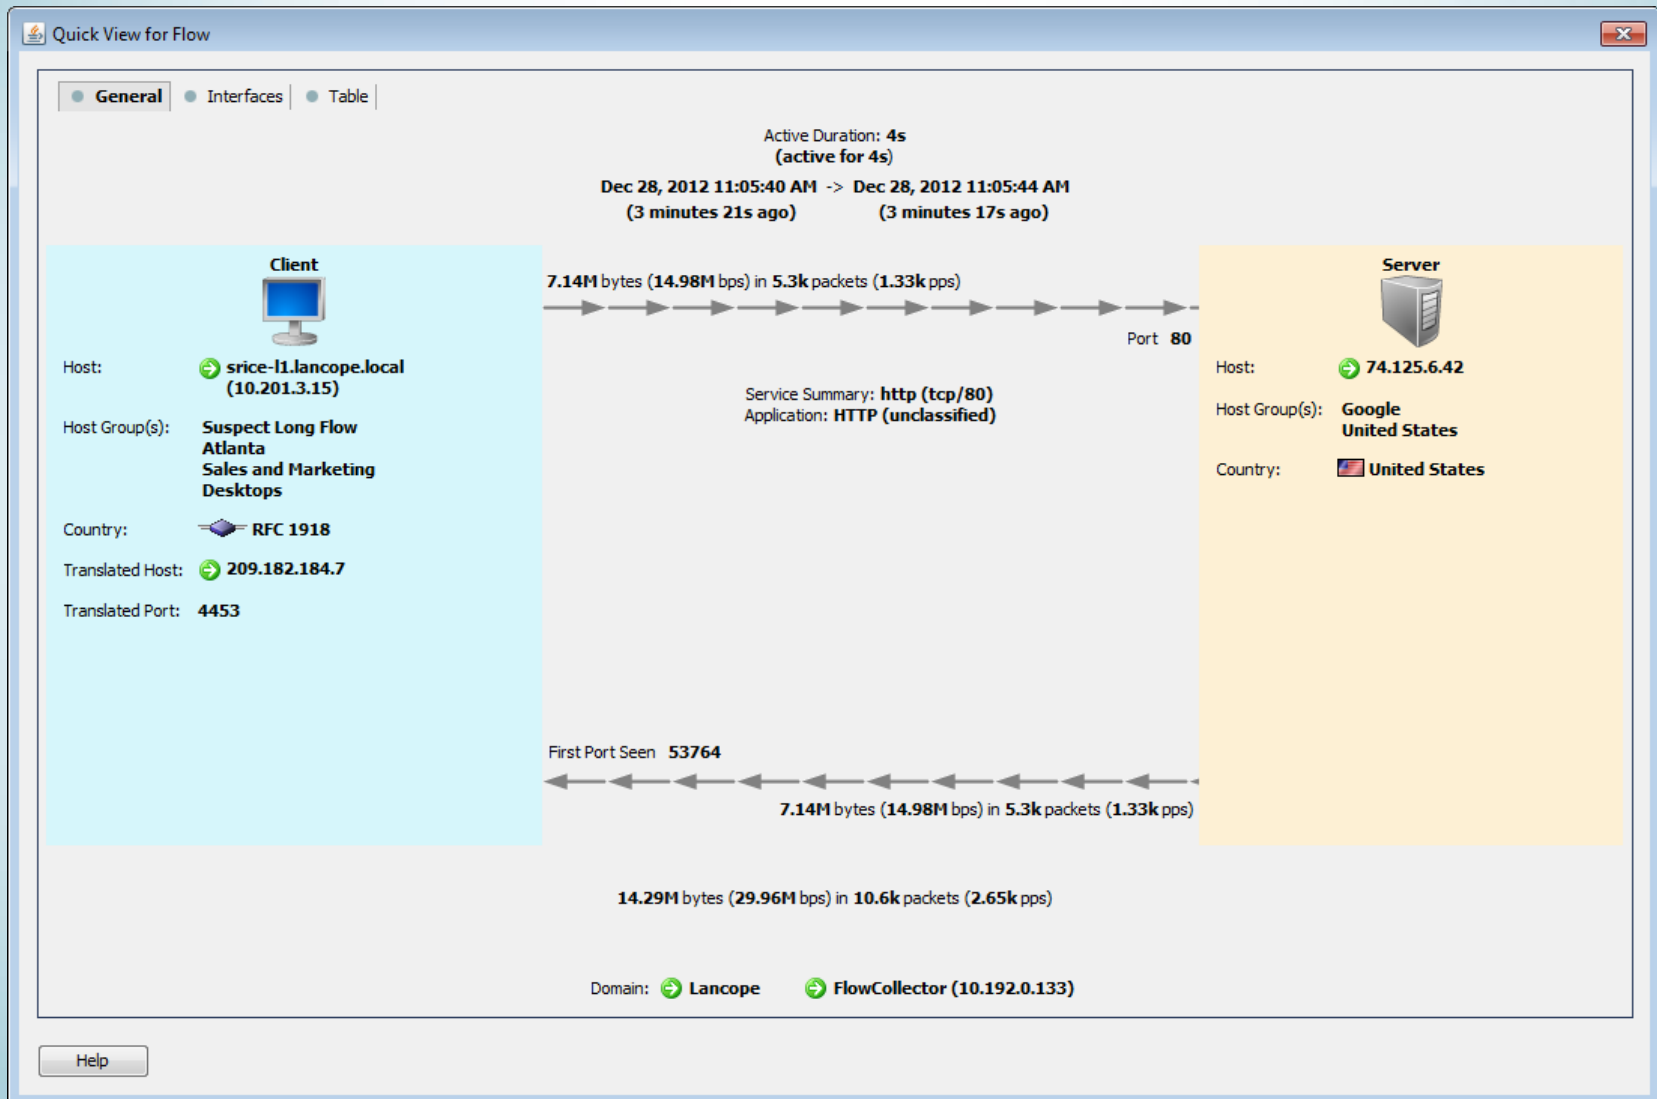 Quick View for Flow
General Interfaces Table
Active Duration: 4s
(active for 4s)
Dec 28, 2012 11:05:40 AM -> Dec 28, 2012 11:05:44 AM
(3 minutes 21s ago) (3 minutes 17s ago)
Client
Host: srice-l1.lancope.local
(10.201.3.15)
Host Group(s): Suspect Long Flow
Atlanta
Sales and Marketing
Desktops
Country: RFC 1918
Translated Host: 209.182.184.7
Translated Port: 4453
7.14M bytes (14.98M bps) in 5.3k packets (1.33k pps)
Port 80
Service Summary: http (tcp/80)
Application: HTTP (unclassified)
First Port Seen 53764
7.14M bytes (14.98M bps) in 5.3k packets (1.33k pps)
Server
Host: 74.125.6.42
Host Group(s): Google
United States
Country: United States
14.29M bytes (29.96M bps) in 10.6k packets (2.65k pps)
Domain: Lancope FlowCollector (10.192.0.133)
Help